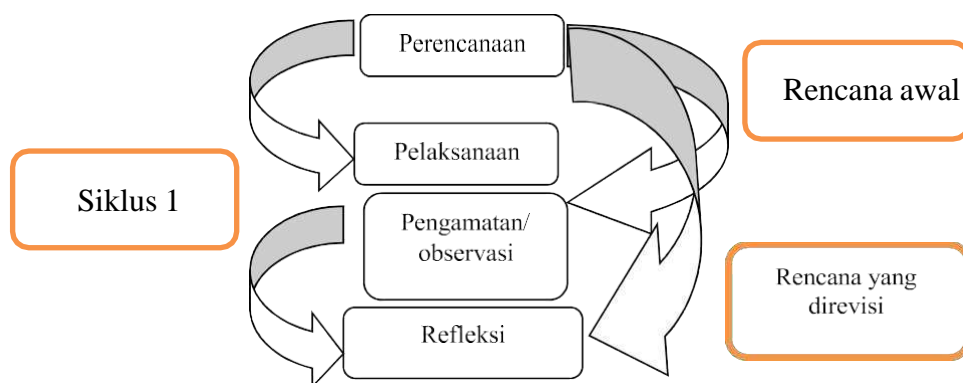 Perencanaan
Rencana awal
Pelaksanaan
Siklus 1
Pengamatan/
observasi
Rencana yang
direvisi
Refleksi